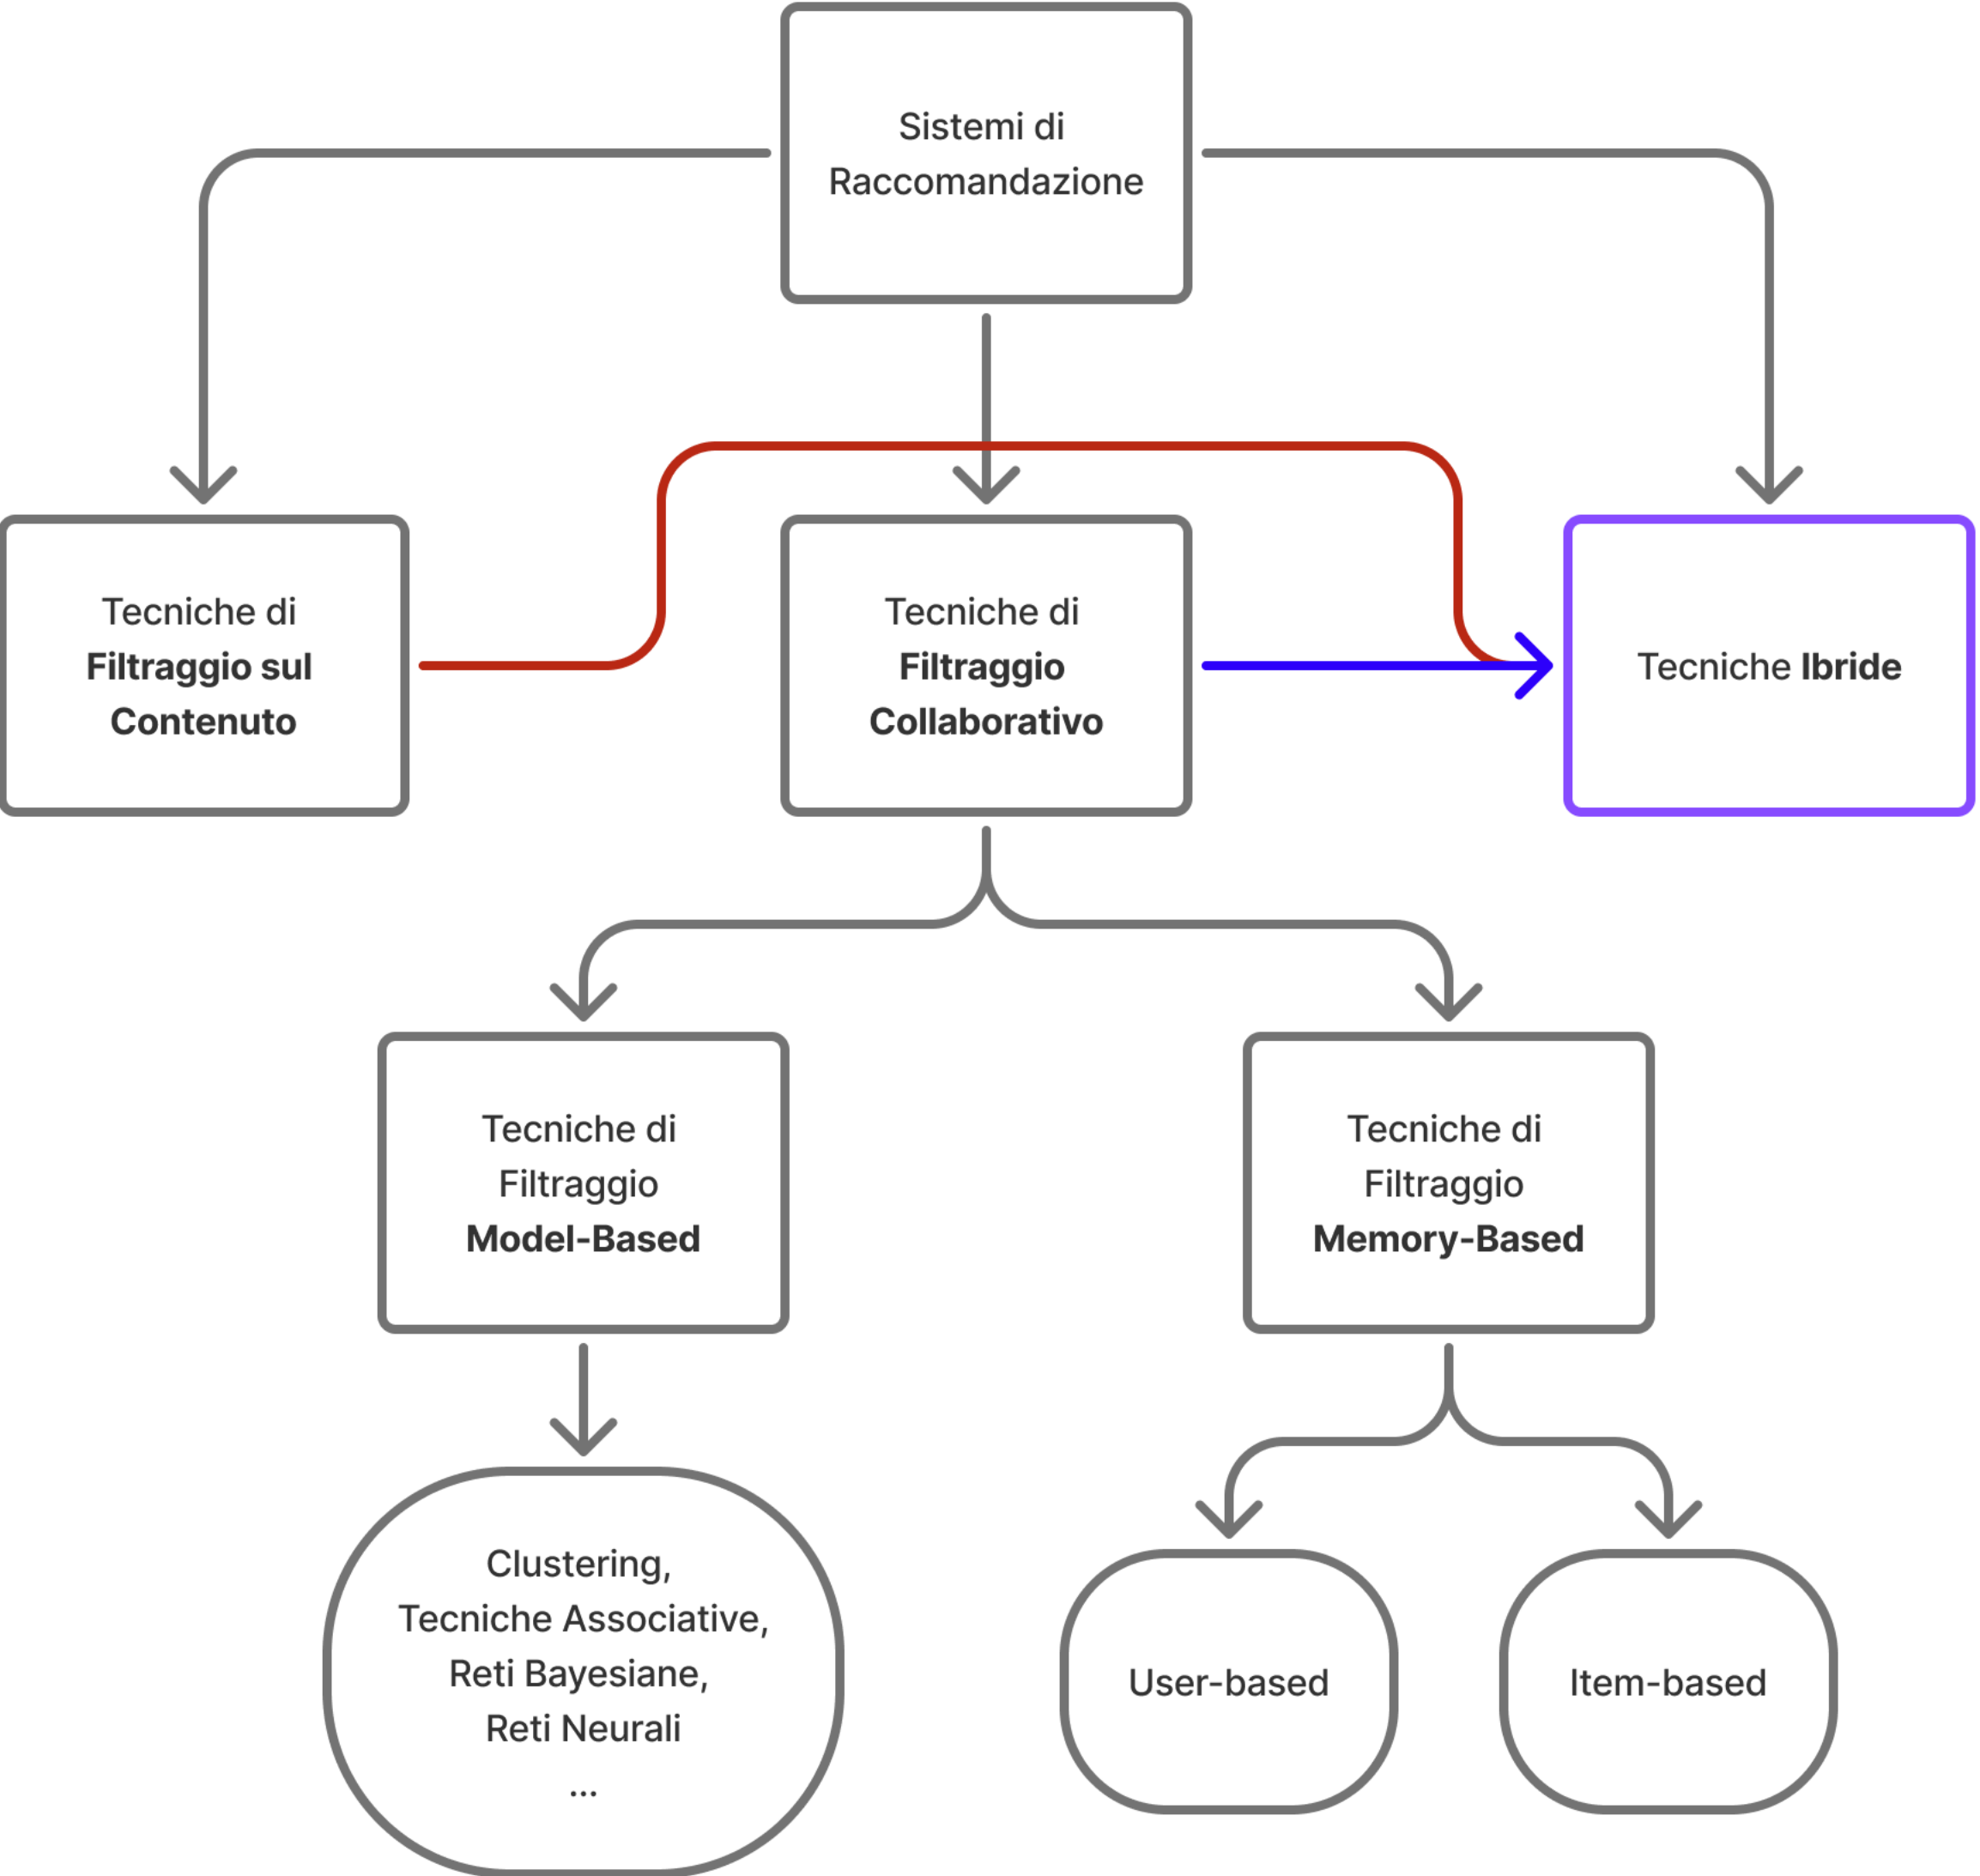 Sistemi di
Raccomandazione
Tecniche di
Filtraggio sul
Contenuto
Tecniche di
Filtraggio
Collaborativo
Tecniche Ibride
Tecniche di
Filtraggio
Model-Based
Tecniche di
Filtraggio
Memory-Based
Clustering,
Tecniche Associative,
Reti Bayesiane,
Reti Neurali
...
User-based
Item-based